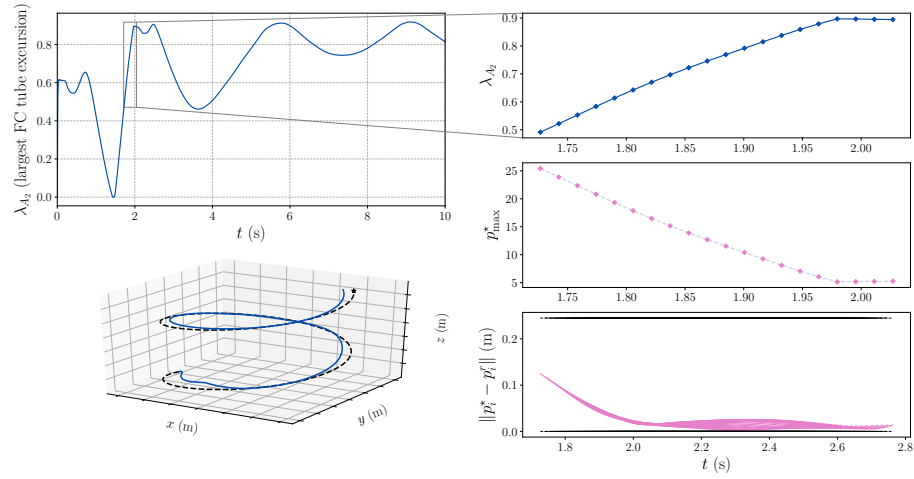 λ_{A_2} (largest FC tube excursion)
0.8
0.6
0.4
0.2
0.0
0 2 4 6 8 10
t (s)
x (m)
y (m)
z (m)
λ_{A_2}
0.9
0.8
0.7
0.6
0.5
1.75 1.80 1.85 1.90 1.95 2.00
p^⋆_max
25
20
15
10
5
1.75 1.80 1.85 1.90 1.95 2.00
||p^⋆_i − p^r_i|| (m)
0.2
0.1
0.0
1.8 2.0 2.2 2.4 2.6 2.8
t (s)